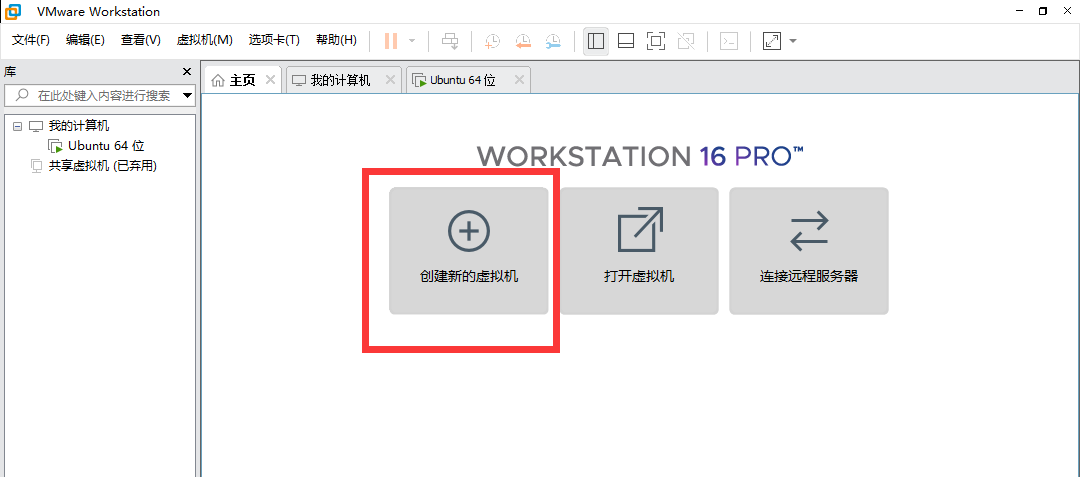 VMware Workstation
文件(F) 编辑(E) 查看(V) 虚拟机(M) 选项卡(T) 帮助(H)
库
主页 我的计算机 Ubuntu 64 位
在此处键入内容进行搜索
我的计算机
Ubuntu 64 位
共享虚拟机 (已弃用)
WORKSTATION 16 PRO™
创建新的虚拟机 打开虚拟机 连接远程服务器